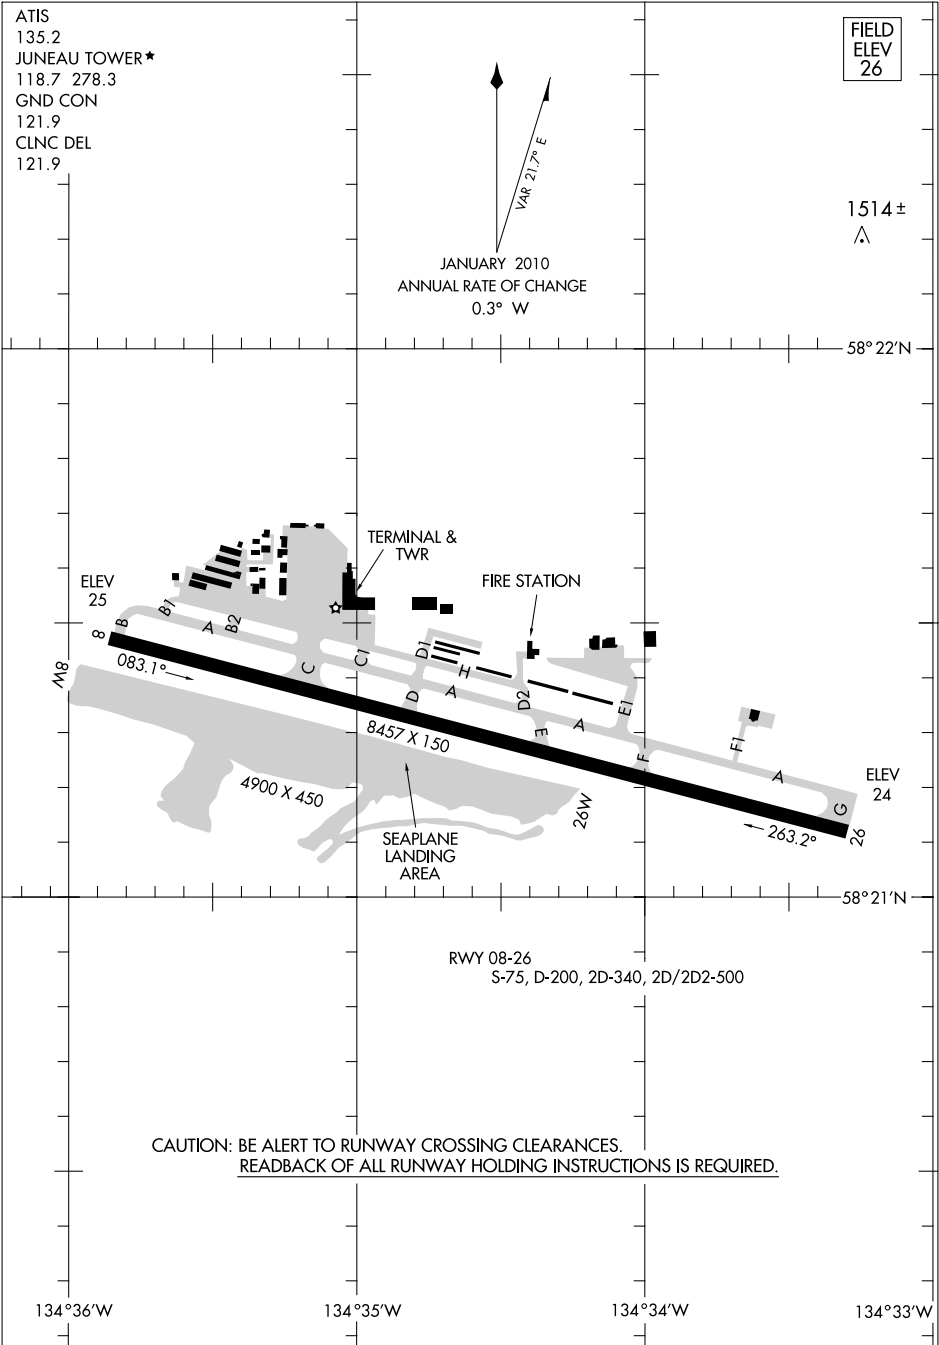 ATIS
135.2
JUNEAU TOWER★
118.7 278.3
GND CON
121.9
CLNC DEL
121.9
FIELD
ELEV
26
VAR 21.7° E
1514 ±
JANUARY 2010
ANNUAL RATE OF CHANGE
0.3° W
58° 22'N
TERMINAL &
TWR
FIRE STATION
ELEV
25
8
B
B1
A
B2
C
C1
D1
H
D
A
D2
E
A
E1
F
F1
A
G
ELEV
24
26
8W
083.1°
8457 X 150
4900 X 450
26W
263.2°
SEAPLANE
LANDING
AREA
58° 21'N
RWY 08-26
S-75, D-200, 2D-340, 2D/2D2-500
CAUTION: BE ALERT TO RUNWAY CROSSING CLEARANCES.
READBACK OF ALL RUNWAY HOLDING INSTRUCTIONS IS REQUIRED.
134°36'W
134°35'W
134°34'W
134°33'W